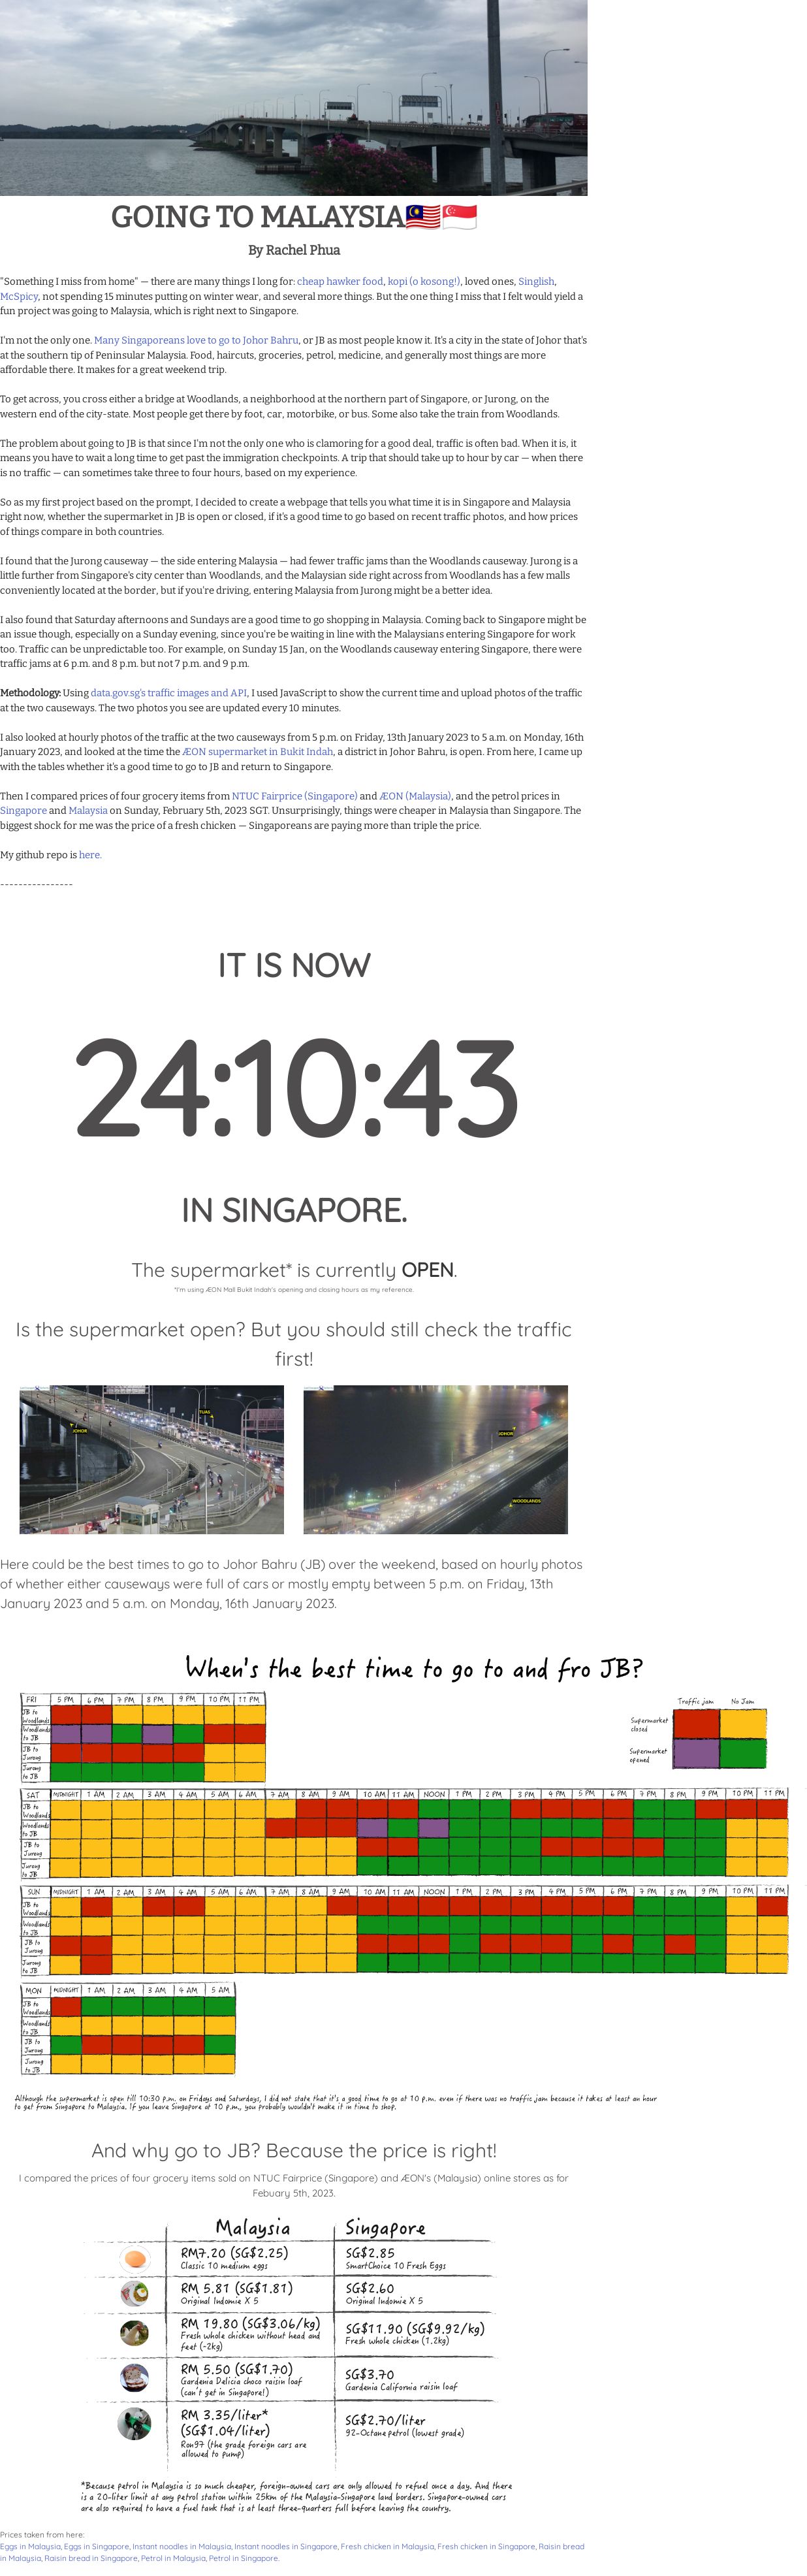 GOING TO MALAYSIA🇲🇾🇸🇬
By Rachel Phua
"Something I miss from home" — there are many things I long for: cheap hawker food, kopi (o kosong!), loved ones, Singlish,
McSpicy, not spending 15 minutes putting on winter wear, and several more things. But the one thing I miss that I felt would yield a
fun project was going to Malaysia, which is right next to Singapore.
I'm not the only one. Many Singaporeans love to go to Johor Bahru, or JB as most people know it. It's a city in the state of Johor that's
at the southern tip of Peninsular Malaysia. Food, haircuts, groceries, petrol, medicine, and generally most things are more
affordable there. It makes for a great weekend trip.
To get across, you cross either a bridge at Woodlands, a neighborhood at the northern part of Singapore, or Jurong, on the
western end of the city-state. Most people get there by foot, car, motorbike, or bus. Some also take the train from Woodlands.
The problem about going to JB is that since I'm not the only one who is clamoring for a good deal, traffic is often bad. When it is, it
means you have to wait a long time to get past the immigration checkpoints. A trip that should take up to hour by car — when there
is no traffic — can sometimes take three to four hours, based on my experience.
So as my first project based on the prompt, I decided to create a webpage that tells you what time it is in Singapore and Malaysia
right now, whether the supermarket in JB is open or closed, if it's a good time to go based on recent traffic photos, and how prices
of things compare in both countries.
I found that the Jurong causeway — the side entering Malaysia — had fewer traffic jams than the Woodlands causeway. Jurong is a
little further from Singapore's city center than Woodlands, and the Malaysian side right across from Woodlands has a few malls
conveniently located at the border, but if you're driving, entering Malaysia from Jurong might be a better idea.
I also found that Saturday afternoons and Sundays are a good time to go shopping in Malaysia. Coming back to Singapore might be
an issue though, especially on a Sunday evening, since you're be waiting in line with the Malaysians entering Singapore for work
too. Traffic can be unpredictable too. For example, on Sunday 15 Jan, on the Woodlands causeway entering Singapore, there were
traffic jams at 6 p.m. and 8 p.m. but not 7 p.m. and 9 p.m.
Methodology: Using data.gov.sg's traffic images and API, I used JavaScript to show the current time and upload photos of the traffic
at the two causeways. The two photos you see are updated every 10 minutes.
I also looked at hourly photos of the traffic at the two causeways from 5 p.m. on Friday, 13th January 2023 to 5 a.m. on Monday, 16th
January 2023, and looked at the time the ÆON supermarket in Bukit Indah, a district in Johor Bahru, is open. From here, I came up
with the tables whether it's a good time to go to JB and return to Singapore.
Then I compared prices of four grocery items from NTUC Fairprice (Singapore) and ÆON (Malaysia), and the petrol prices in
Singapore and Malaysia on Sunday, February 5th, 2023 SGT. Unsurprisingly, things were cheaper in Malaysia than Singapore. The
biggest shock for me was the price of a fresh chicken — Singaporeans are paying more than triple the price.
My github repo is here.
----------------
IT IS NOW
24:10:43
IN SINGAPORE.
The supermarket* is currently OPEN.
*I'm using ÆON Mall Bukit Indah's opening and closing hours as my reference.
Is the supermarket open? But you should still check the traffic
first!
TUAS
JOHOR
JOHOR
WOODLANDS
Here could be the best times to go to Johor Bahru (JB) over the weekend, based on hourly photos
of whether either causeways were full of cars or mostly empty between 5 p.m. on Friday, 13th
January 2023 and 5 a.m. on Monday, 16th January 2023.
When's the best time to go to and fro JB?
Traffic jam No Jam
Supermarket closed
Supermarket opened
FRI 5 PM 6 PM 7 PM 8 PM 9 PM 10 PM 11 PM
JB to Woodlands
Woodlands to JB
JB to Jurong
Jurong to JB
SAT MIDNIGHT 1 AM 2 AM 3 AM 4 AM 5 AM 6 AM 7 AM 8 AM 9 AM 10 AM 11 AM NOON 1 PM 2 PM 3 PM 4 PM 5 PM 6 PM 7 PM 8 PM 9 PM 10 PM 11 PM
JB to Woodlands
Woodlands to JB
JB to Jurong
Jurong to JB
SUN MIDNIGHT 1 AM 2 AM 3 AM 4 AM 5 AM 6 AM 7 AM 8 AM 9 AM 10 AM 11 AM NOON 1 PM 2 PM 3 PM 4 PM 5 PM 6 PM 7 PM 8 PM 9 PM 10 PM 11 PM
JB to Woodlands
Woodlands to JB
JB to Jurong
Jurong to JB
MON MIDNIGHT 1 AM 2 AM 3 AM 4 AM 5 AM
JB to Woodlands
Woodlands to JB
JB to Jurong
Jurong to JB
Although the supermarket is open till 10:30 p.m. on Fridays and Saturdays, I did not state that it's a good time to go at 10 p.m. even if there was no traffic jam because it takes at least an hour
to get from Singapore to Malaysia. If you leave Singapore at 10 p.m., you probably wouldn't make it in time to shop.
And why go to JB? Because the price is right!
I compared the prices of four grocery items sold on NTUC Fairprice (Singapore) and ÆON's (Malaysia) online stores as for
Febuary 5th, 2023.
Malaysia Singapore
RM7.20 (SG$2.25) SG$2.85
Classic 10 medium eggs SmartChoice 10 Fresh Eggs
RM 5.81 (SG$1.81) SG$2.60
Original Indomie X 5 Original Indomie X 5
RM 19.80 (SG$3.06/kg) SG$11.90 (SG$9.92/kg)
Fresh whole chicken without head and Fresh whole chicken (1.2kg)
feet (~2kg)
RM 5.50 (SG$1.70) SG$3.70
Gardenia Delicia choco raisin loaf Gardenia California raisin loaf
(can't get in Singapore!)
RM 3.35/liter* SG$2.70/liter
(SG$1.04/liter) 92-Octane petrol (lowest grade)
Ron97 (the grade foreign cars are
allowed to pump)
*Because petrol in Malaysia is so much cheaper, foreign-owned cars are only allowed to refuel once a day. And there
is a 20-liter limit at any petrol station within 25km of the Malaysia-Singapore land borders. Singapore-owned cars
are also required to have a fuel tank that is at least three-quarters full before leaving the country.
Prices taken from here:
Eggs in Malaysia, Eggs in Singapore, Instant noodles in Malaysia, Instant noodles in Singapore, Fresh chicken in Malaysia, Fresh chicken in Singapore, Raisin bread
in Malaysia, Raisin bread in Singapore, Petrol in Malaysia, Petrol in Singapore.